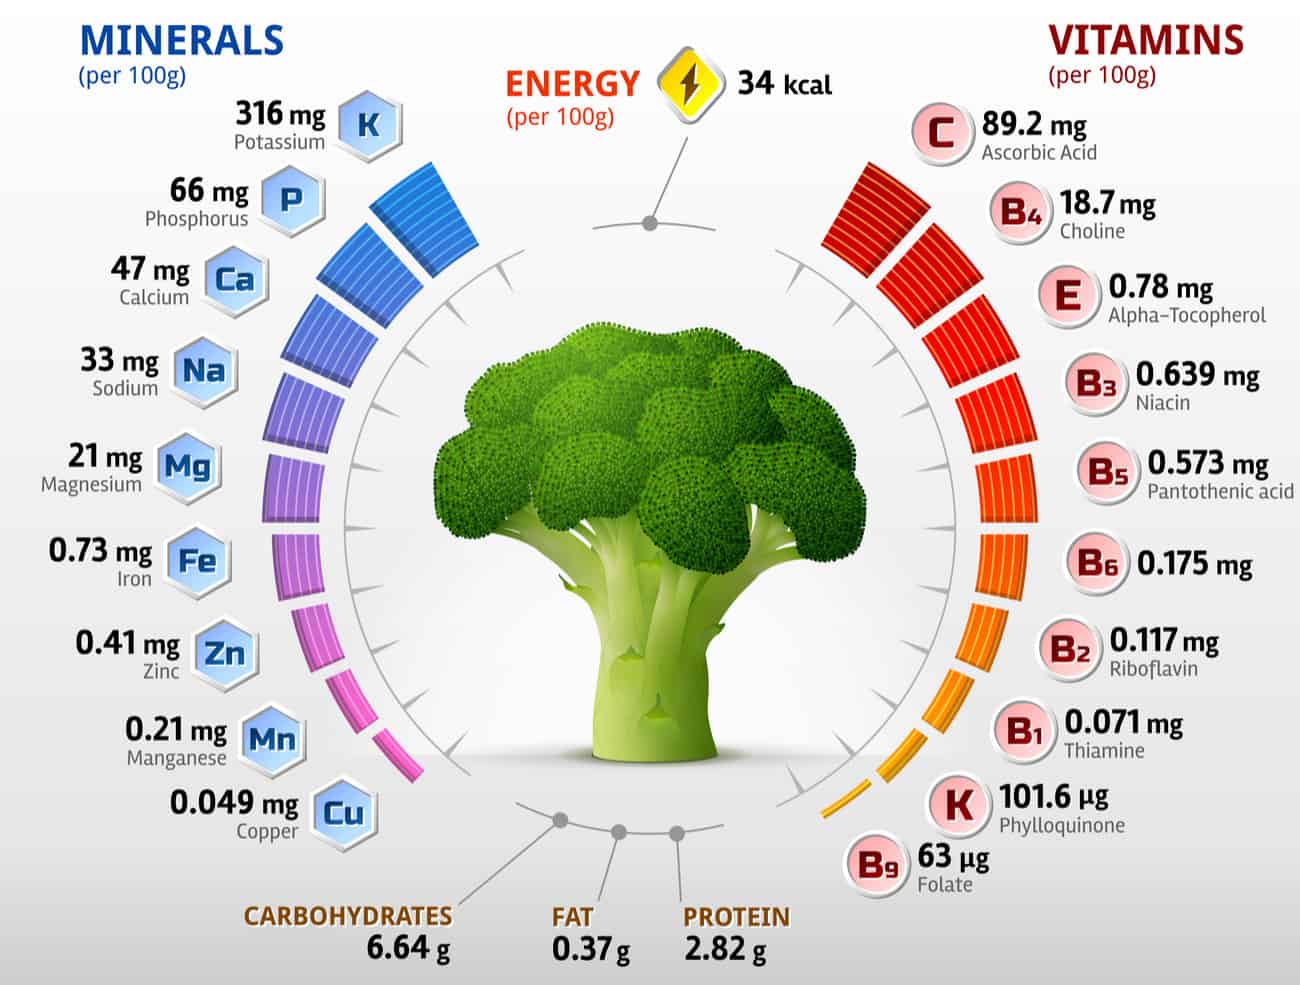 MINERALS
(per 100g)
316 mg
Potassium
K
66 mg
Phosphorus
P
47 mg
Calcium
Ca
33 mg
Sodium
Na
21 mg
Magnesium
Mg
0.73 mg
Iron
Fe
0.41 mg
Zinc
Zn
0.21 mg
Manganese
Mn
0.049 mg
Copper
Cu
ENERGY
(per 100g)
34 kcal
VITAMINS
(per 100g)
C
89.2 mg
Ascorbic Acid
B4
18.7 mg
Choline
E
0.78 mg
Alpha-Tocopherol
B3
0.639 mg
Niacin
B5
0.573 mg
Pantothenic acid
B6
0.175 mg
B2
0.117 mg
Riboflavin
B1
0.071 mg
Thiamine
K
101.6 µg
Phylloquinone
B9
63 µg
Folate
CARBOHYDRATES
6.64 g
FAT
0.37 g
PROTEIN
2.82 g